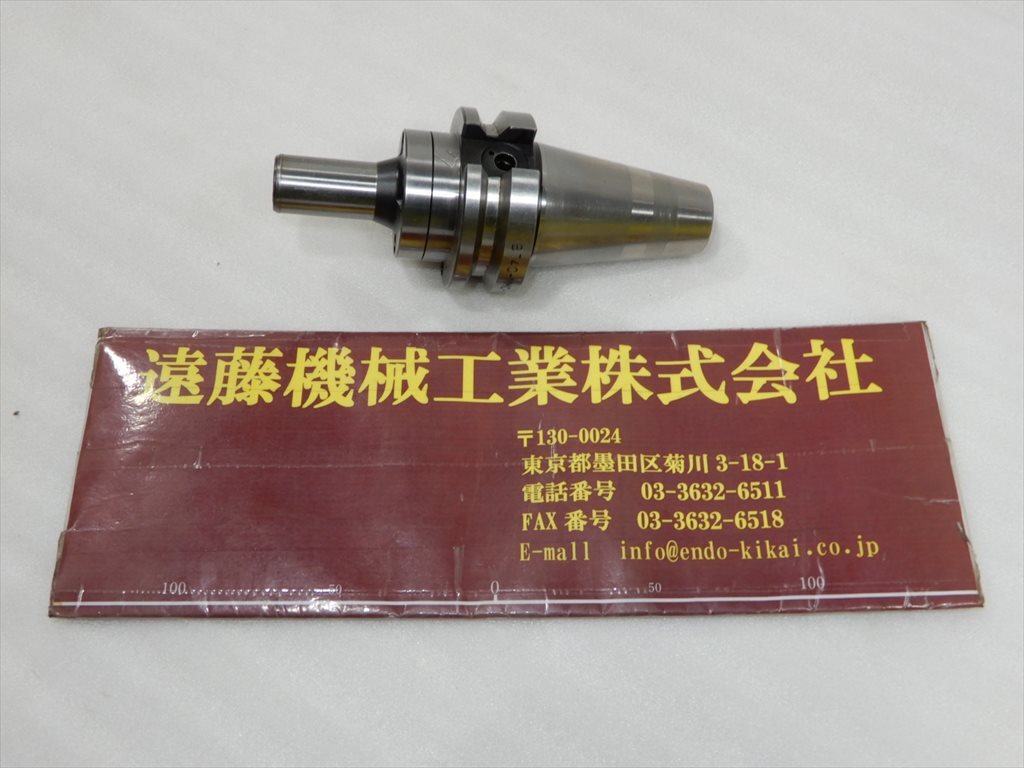 遠藤機械工業株式会社
〒130-0024
東京都墨田区菊川 3-18-1
電話番号 03-3632-6511
FAX 番号 03-3632-6518
E-mail info@endo-kikai.co.jp
100 50 0 50 100